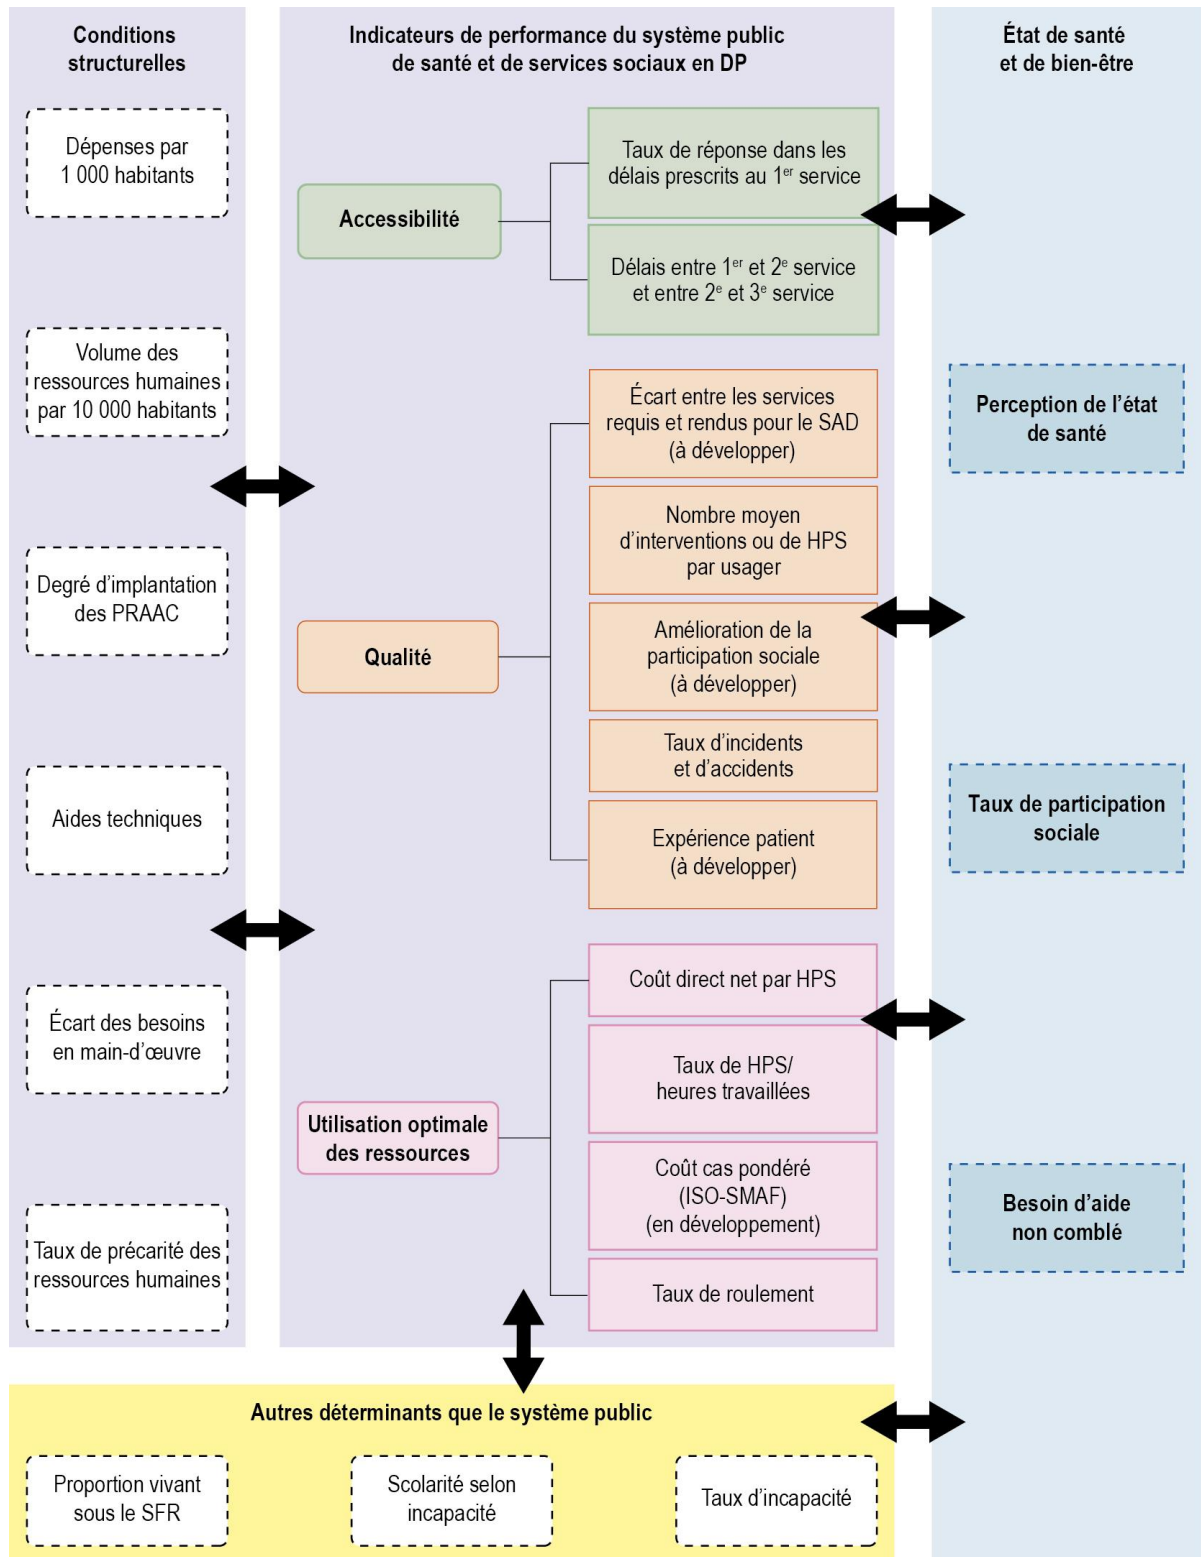 Conditions
structurelles
Dépenses par
1 000 habitants
Volume des
ressources humaines
par 10 000 habitants
Degré d’implantation
des PRAAC
Aides techniques
Écart des besoins
en main-d’œuvre
Taux de précarité des
ressources humaines
Indicateurs de performance du système public
de santé et de services sociaux en DP
Accessibilité
Taux de réponse dans les
délais prescrits au 1er service
Délais entre 1er et 2e service
et entre 2e et 3e service
Qualité
Écart entre les services
requis et rendus pour le SAD
(à développer)
Nombre moyen
d’interventions ou de HPS
par usager
Amélioration de la
participation sociale
(à développer)
Taux d’incidents
et d’accidents
Expérience patient
(à développer)
Utilisation optimale
des ressources
Coût direct net par HPS
Taux de HPS/
heures travaillées
Coût cas pondéré
(ISO-SMAF)
(en développement)
Taux de roulement
État de santé
et de bien-être
Perception de l’état
de santé
Taux de participation
sociale
Besoin d’aide
non comblé
Autres déterminants que le système public
Proportion vivant
sous le SFR
Scolarité selon
incapacité
Taux d’incapacité